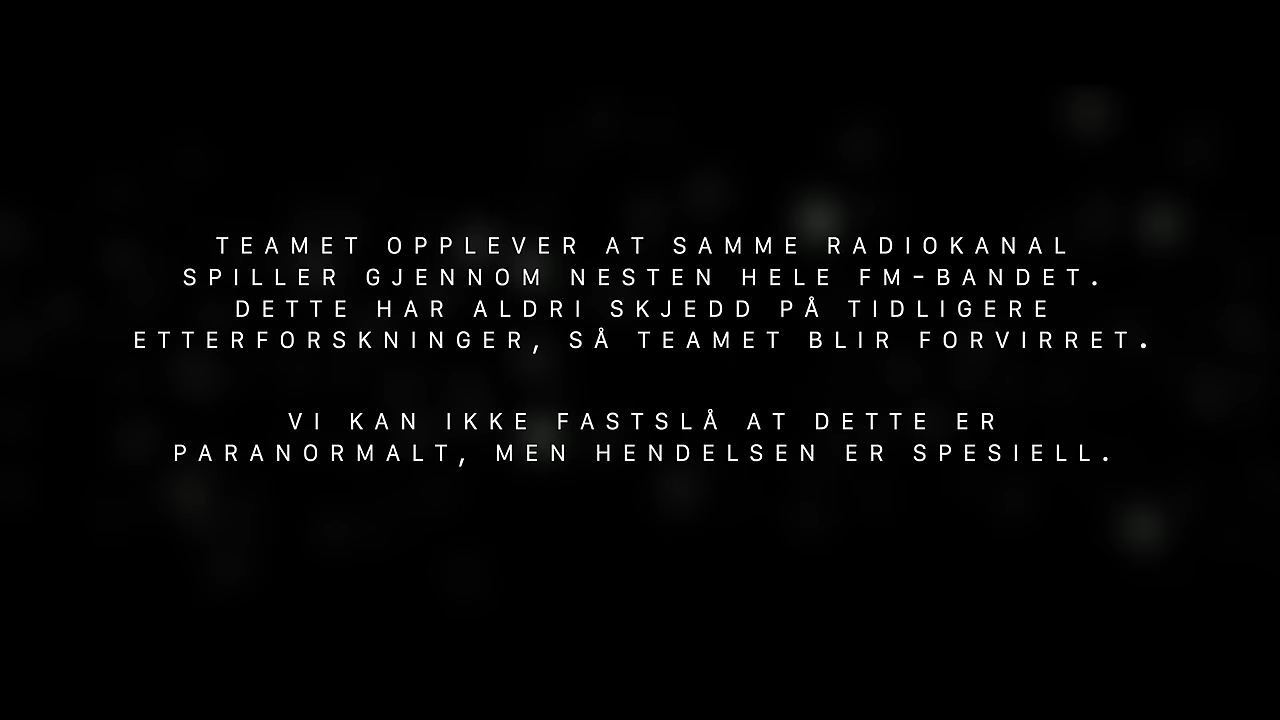 TEAMET OPPLEVER AT SAMME RADIOKANAL
SPILLER GJENNOM NESTEN HELE FM-BANDET.
DETTE HAR ALDRI SKJEDD PÅ TIDLIGERE
ETTERFORSKNINGER, SÅ TEAMET BLIR FORVIRRET.
VI KAN IKKE FASTSLÅ AT DETTE ER
PARANORMALT, MEN HENDELSEN ER SPESIELL.